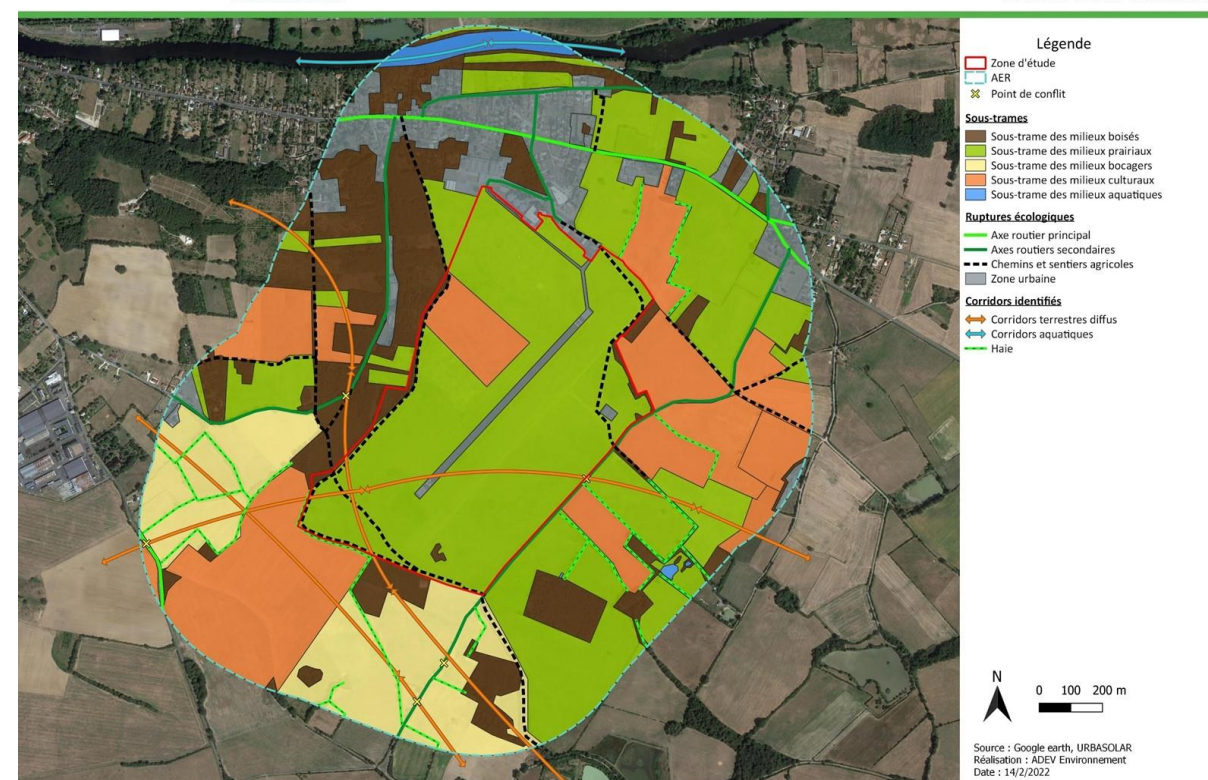 Légende
Zone d'étude
AER
Point de conflit
Sous-trames
Sous-trame des milieux boisés
Sous-trame des milieux prairiaux
Sous-trame des milieux bocagers
Sous-trame des milieux culturaux
Sous-trame des milieux aquatiques
Ruptures écologiques
Axe routier principal
Axes routiers secondaires
Chemins et sentiers agricoles
Zone urbaine
Corridors identifiés
Corridors terrestres diffus
Corridors aquatiques
Haie
N
0 100 200 m
Source : Google earth, URBASOLAR
Réalisation : ADEV Environnement
Date : 14/2/2022